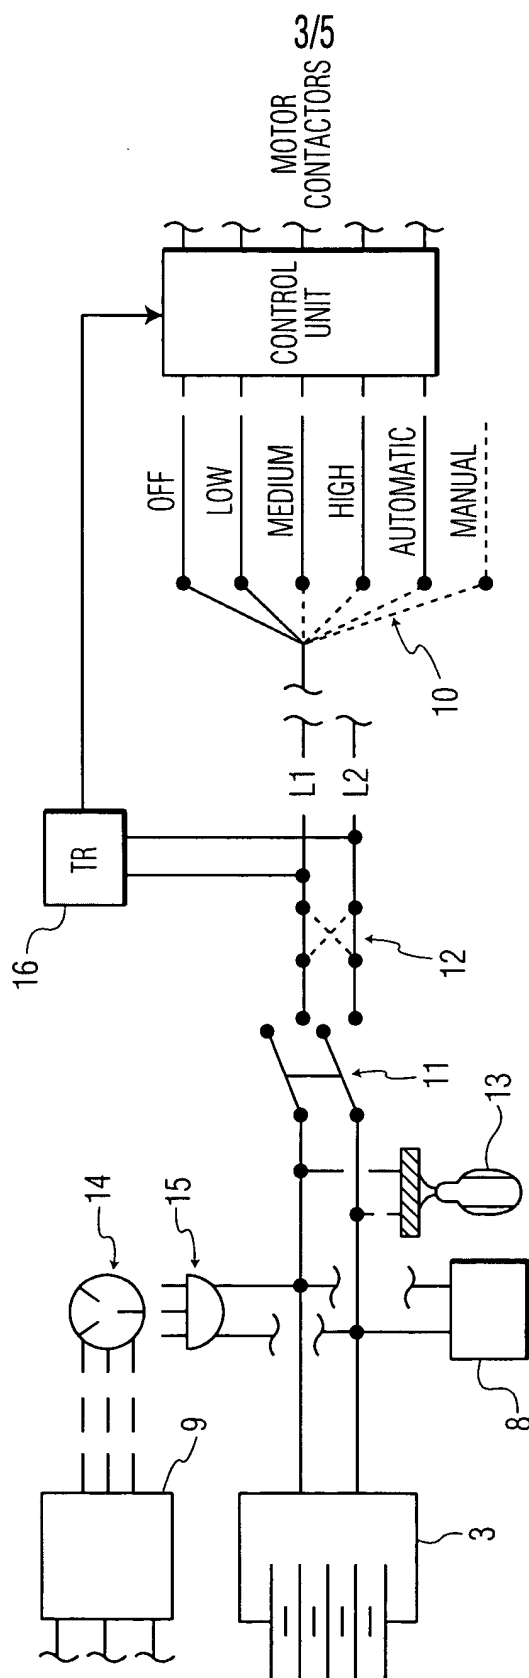 3/5
MOTOR
CONTACTORS
CONTROL
UNIT
OFF
LOW
MEDIUM
HIGH
AUTOMATIC
MANUAL
10
L1
L2
TR
16
12
11
13
14
15
9
8
3